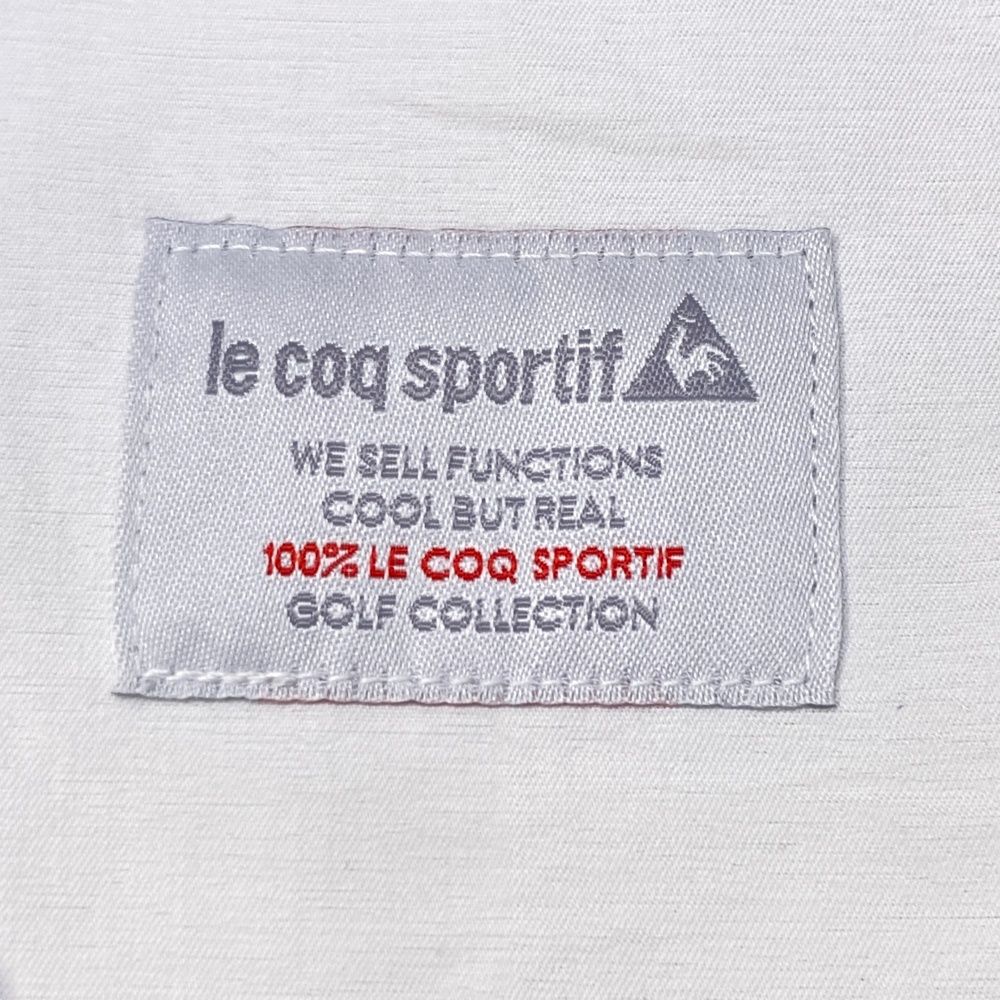 le coq sportif
WE SELL FUNCTIONS
COOL BUT REAL
100% LE COQ SPORTIF
GOLF COLLECTION